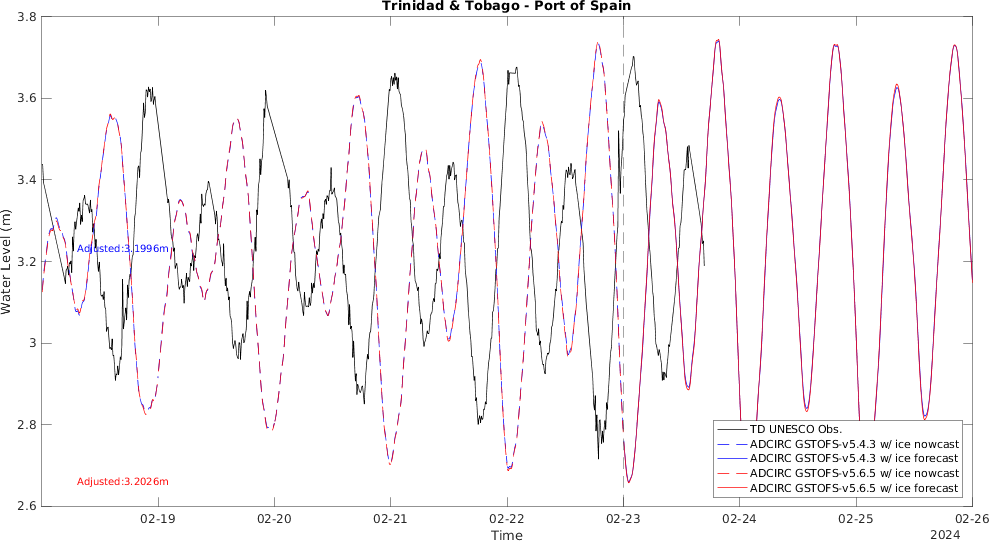 Trinidad & Tobago - Port of Spain
3.8
3.6
3.4
3.2
3
2.8
2.6
Water Level (m)
Adjusted:3.1996m
Adjusted:3.2026m
TD UNESCO Obs.
ADCIRC GSTOFS-v5.4.3 w/ ice nowcast
ADCIRC GSTOFS-v5.4.3 w/ ice forecast
ADCIRC GSTOFS-v5.6.5 w/ ice nowcast
ADCIRC GSTOFS-v5.6.5 w/ ice forecast
02-19 02-20 02-21 02-22 02-23 02-24 02-25 02-26
Time
2024